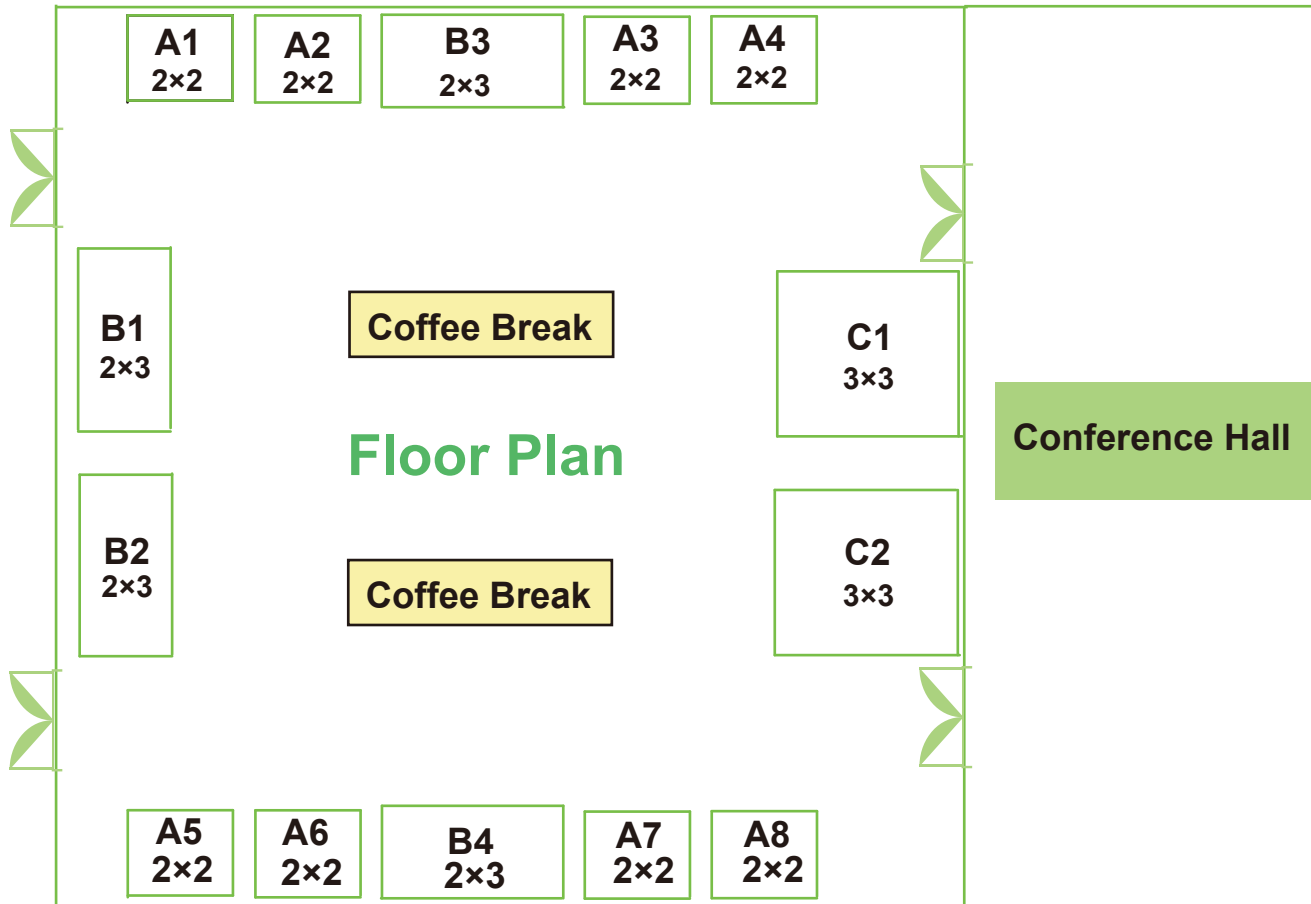 A1
2×2
A2
2×2
B3
2×3
A3
2×2
A4
2×2
B1
2×3
Coffee Break
C1
3×3
Floor Plan
Conference Hall
B2
2×3
Coffee Break
C2
3×3
A5
2×2
A6
2×2
B4
2×3
A7
2×2
A8
2×2